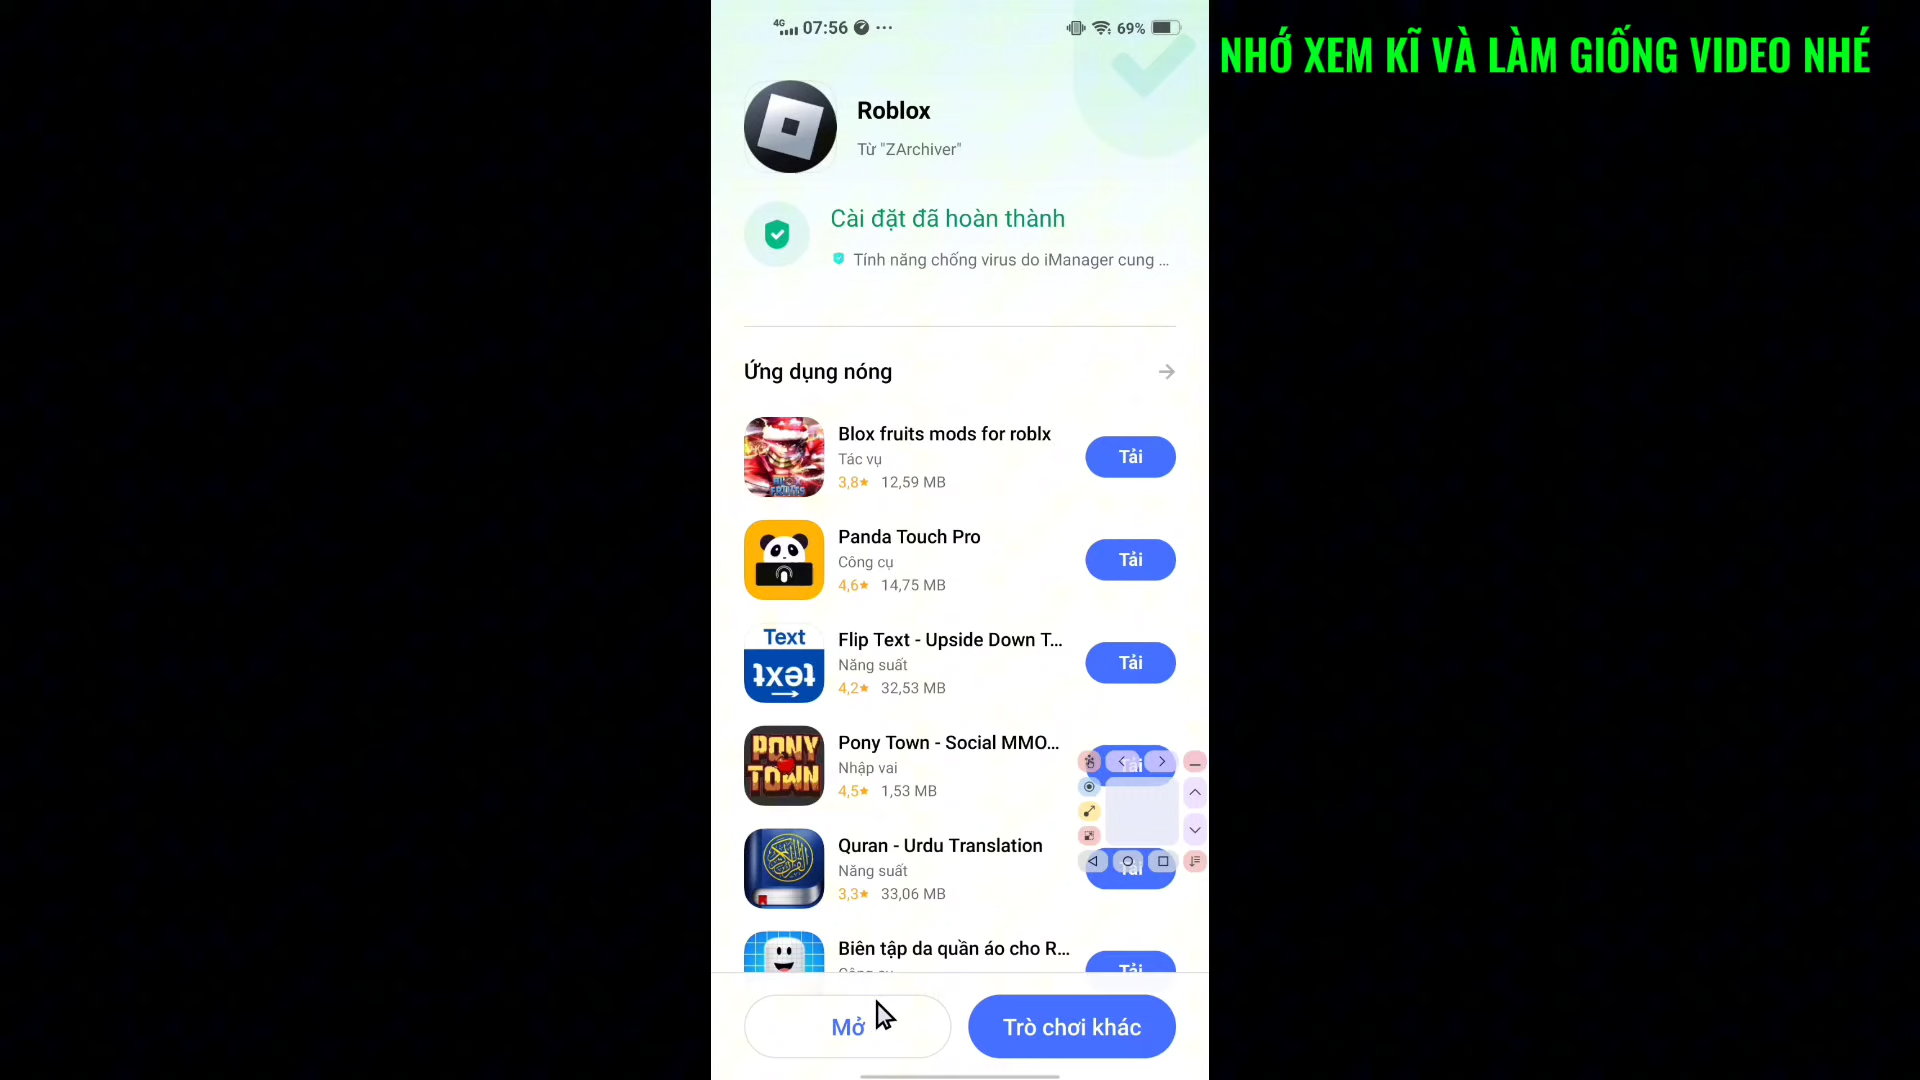 4G 07:56 69%
NHỚ XEM KĨ VÀ LÀM GIỐNG VIDEO NHÉ
Roblox
Từ "ZArchiver"
Cài đặt đã hoàn thành
Tính năng chống virus do iManager cung ...
Ứng dụng nóng
Blox fruits mods for roblx
Tác vụ
3,8★ 12,59 MB
Tải
Panda Touch Pro
Công cụ
4,6★ 14,75 MB
Tải
Text
Flip Text - Upside Down T...
Năng suất
4,2★ 32,53 MB
Tải
PONY TOWN
Pony Town - Social MMO...
Nhập vai
4,5★ 1,53 MB
Tải
Quran - Urdu Translation
Năng suất
3,3★ 33,06 MB
Tải
Biên tập da quần áo cho R...
Tải
Mở
Trò chơi khác